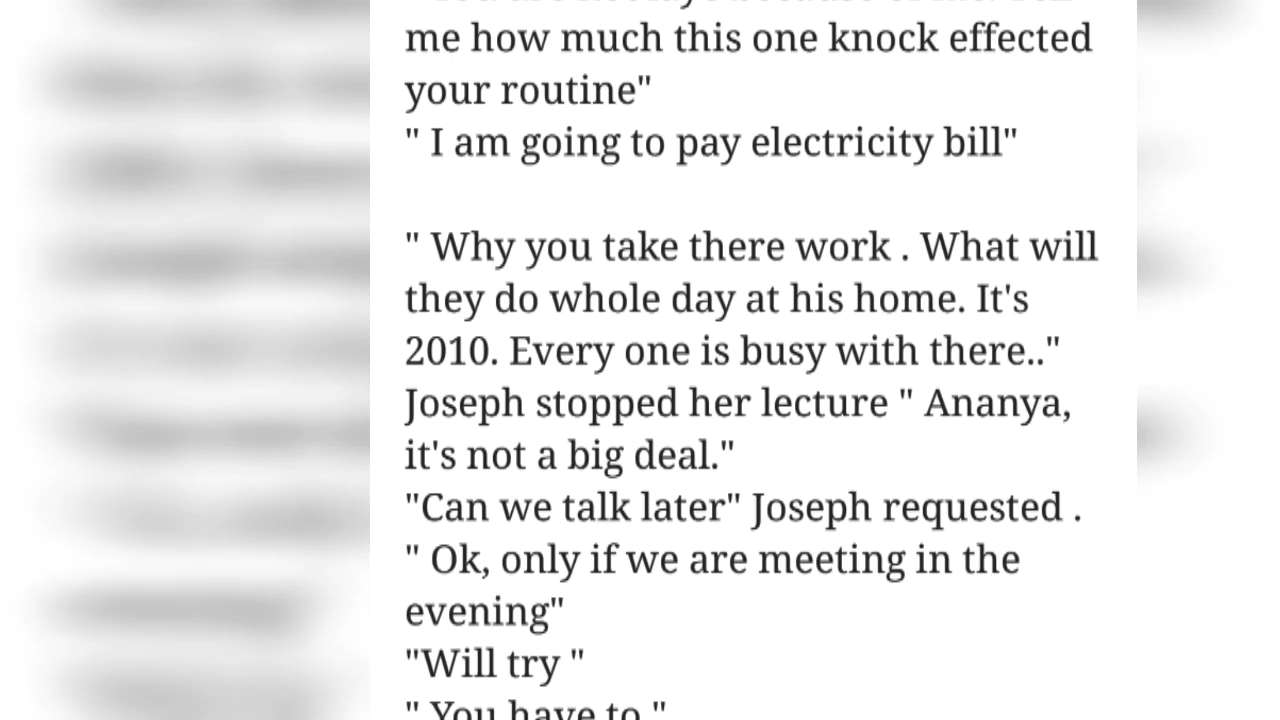 me how much this one knock effected
your routine"
" I am going to pay electricity bill"
" Why you take there work . What will
they do whole day at his home. It's
2010. Every one is busy with there.."
Joseph stopped her lecture " Ananya,
it's not a big deal."
"Can we talk later" Joseph requested .
" Ok, only if we are meeting in the
evening"
"Will try "
" You have to "